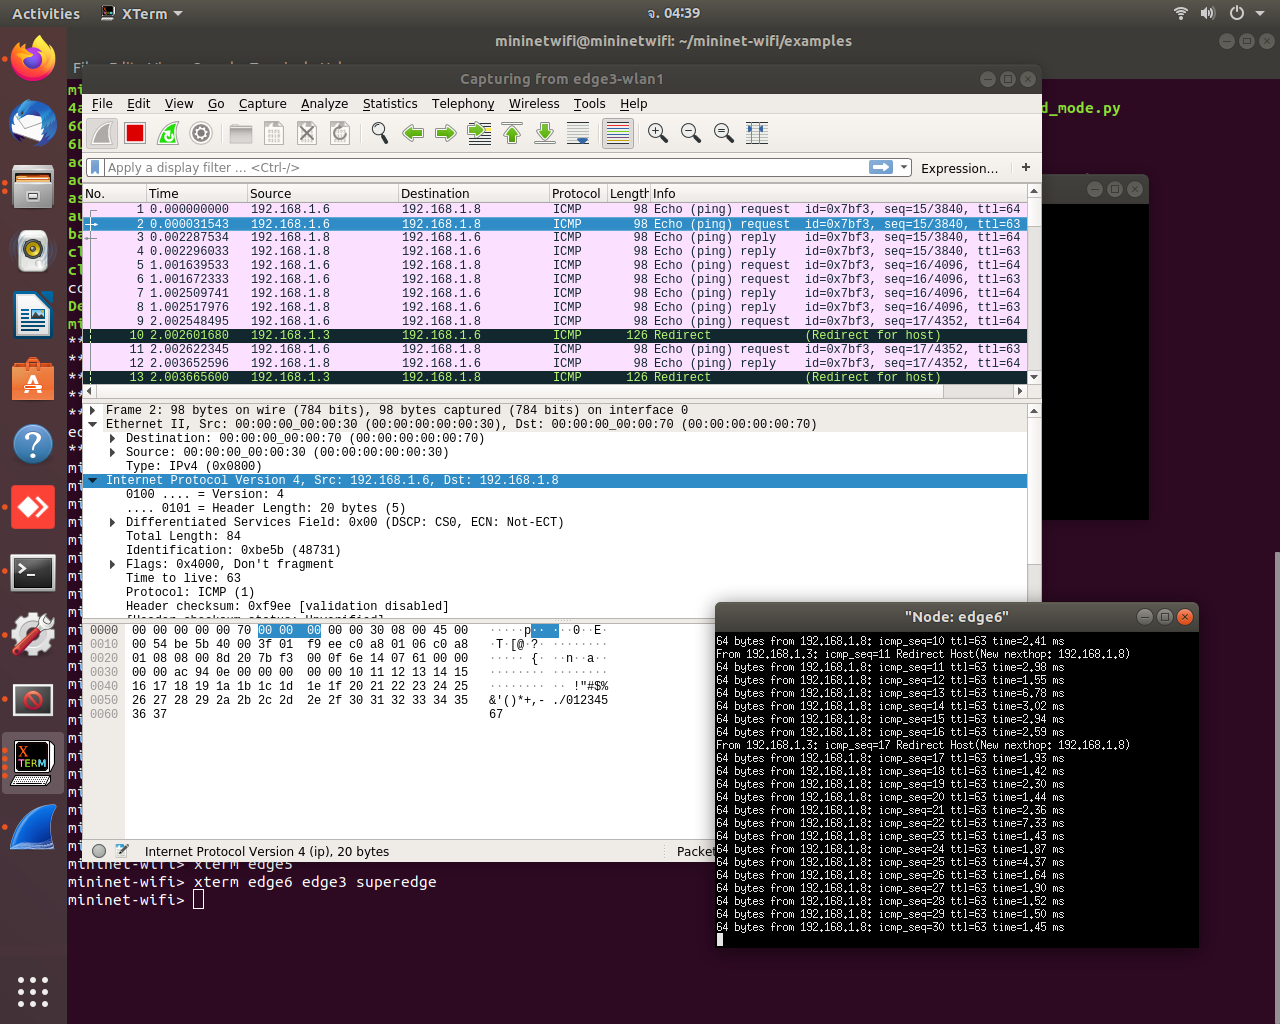 Activities
XTerm
จ. 04:39
mininetwifi@mininetwifi: ~/mininet-wifi/examples
d_mode.py
Capturing from edge3-wlan1
File Edit View Go Capture Analyze Statistics Telephony Wireless Tools Help
Apply a display filter ... <Ctrl-/>
Expression...
+
No. Time Source Destination Protocol Length Info
1 0.000000000 192.168.1.6 192.168.1.8 ICMP 98 Echo (ping) request id=0x7bf3, seq=15/3840, ttl=64
2 0.000031543 192.168.1.6 192.168.1.8 ICMP 98 Echo (ping) request id=0x7bf3, seq=15/3840, ttl=63
3 0.002287534 192.168.1.8 192.168.1.6 ICMP 98 Echo (ping) reply id=0x7bf3, seq=15/3840, ttl=64
4 0.002296033 192.168.1.8 192.168.1.6 ICMP 98 Echo (ping) reply id=0x7bf3, seq=15/3840, ttl=63
5 1.001639533 192.168.1.6 192.168.1.8 ICMP 98 Echo (ping) request id=0x7bf3, seq=16/4096, ttl=64
6 1.001672333 192.168.1.6 192.168.1.8 ICMP 98 Echo (ping) request id=0x7bf3, seq=16/4096, ttl=63
7 1.002509741 192.168.1.8 192.168.1.6 ICMP 98 Echo (ping) reply id=0x7bf3, seq=16/4096, ttl=64
8 1.002517976 192.168.1.8 192.168.1.6 ICMP 98 Echo (ping) reply id=0x7bf3, seq=16/4096, ttl=63
9 2.002548495 192.168.1.6 192.168.1.8 ICMP 98 Echo (ping) request id=0x7bf3, seq=17/4352, ttl=64
10 2.002601680 192.168.1.3 192.168.1.6 ICMP 126 Redirect (Redirect for host)
11 2.002622345 192.168.1.6 192.168.1.8 ICMP 98 Echo (ping) request id=0x7bf3, seq=17/4352, ttl=63
12 2.003652596 192.168.1.8 192.168.1.6 ICMP 98 Echo (ping) reply id=0x7bf3, seq=17/4352, ttl=64
13 2.003665600 192.168.1.3 192.168.1.8 ICMP 126 Redirect (Redirect for host)
Frame 2: 98 bytes on wire (784 bits), 98 bytes captured (784 bits) on interface 0
Ethernet II, Src: 00:00:00_00:00:30 (00:00:00:00:00:30), Dst: 00:00:00_00:00:70 (00:00:00:00:00:70)
Destination: 00:00:00_00:00:70 (00:00:00:00:00:70)
Source: 00:00:00_00:00:30 (00:00:00:00:00:30)
Type: IPv4 (0x0800)
Internet Protocol Version 4, Src: 192.168.1.6, Dst: 192.168.1.8
0100 .... = Version: 4
.... 0101 = Header Length: 20 bytes (5)
Differentiated Services Field: 0x00 (DSCP: CS0, ECN: Not-ECT)
Total Length: 84
Identification: 0xbe5b (48731)
Flags: 0x4000, Don't fragment
Time to live: 63
Protocol: ICMP (1)
Header checksum: 0xf9ee [validation disabled]
0000 00 00 00 00 00 70 00 00 00 00 00 30 08 00 45 00 ·····p·· ···0··E·
0010 00 54 be 5b 40 00 3f 01 f9 ee c0 a8 01 06 c0 a8 ·T·[@·?· ········
0020 01 08 08 00 8d 20 7b f3 00 0f 6e 14 07 61 00 00 ····· {· ··n··a··
0030 00 00 ac 94 0e 00 00 00 00 00 10 11 12 13 14 15 ········ ········
0040 16 17 18 19 1a 1b 1c 1d 1e 1f 20 21 22 23 24 25 ········ ·· !"#$%
0050 26 27 28 29 2a 2b 2c 2d 2e 2f 30 31 32 33 34 35 &'()*+,- ./012345
0060 36 37 67
Internet Protocol Version 4 (ip), 20 bytes
Packet
mininet-wifi> xterm edge5
mininet-wifi> xterm edge6 edge3 superedge
mininet-wifi>
"Node: edge6"
64 bytes from 192.168.1.8: icmp_seq=10 ttl=63 time=2.41 ms
From 192.168.1.3: icmp_seq=11 Redirect Host(New nexthop: 192.168.1.8)
64 bytes from 192.168.1.8: icmp_seq=11 ttl=63 time=2.98 ms
64 bytes from 192.168.1.8: icmp_seq=12 ttl=63 time=1.55 ms
64 bytes from 192.168.1.8: icmp_seq=13 ttl=63 time=6.78 ms
64 bytes from 192.168.1.8: icmp_seq=14 ttl=63 time=3.02 ms
64 bytes from 192.168.1.8: icmp_seq=15 ttl=63 time=2.94 ms
64 bytes from 192.168.1.8: icmp_seq=16 ttl=63 time=2.59 ms
From 192.168.1.3: icmp_seq=17 Redirect Host(New nexthop: 192.168.1.8)
64 bytes from 192.168.1.8: icmp_seq=17 ttl=63 time=1.93 ms
64 bytes from 192.168.1.8: icmp_seq=18 ttl=63 time=1.42 ms
64 bytes from 192.168.1.8: icmp_seq=19 ttl=63 time=2.30 ms
64 bytes from 192.168.1.8: icmp_seq=20 ttl=63 time=1.44 ms
64 bytes from 192.168.1.8: icmp_seq=21 ttl=63 time=2.36 ms
64 bytes from 192.168.1.8: icmp_seq=22 ttl=63 time=7.33 ms
64 bytes from 192.168.1.8: icmp_seq=23 ttl=63 time=1.43 ms
64 bytes from 192.168.1.8: icmp_seq=24 ttl=63 time=1.87 ms
64 bytes from 192.168.1.8: icmp_seq=25 ttl=63 time=4.37 ms
64 bytes from 192.168.1.8: icmp_seq=26 ttl=63 time=1.64 ms
64 bytes from 192.168.1.8: icmp_seq=27 ttl=63 time=1.90 ms
64 bytes from 192.168.1.8: icmp_seq=28 ttl=63 time=1.52 ms
64 bytes from 192.168.1.8: icmp_seq=29 ttl=63 time=1.50 ms
64 bytes from 192.168.1.8: icmp_seq=30 ttl=63 time=1.45 ms